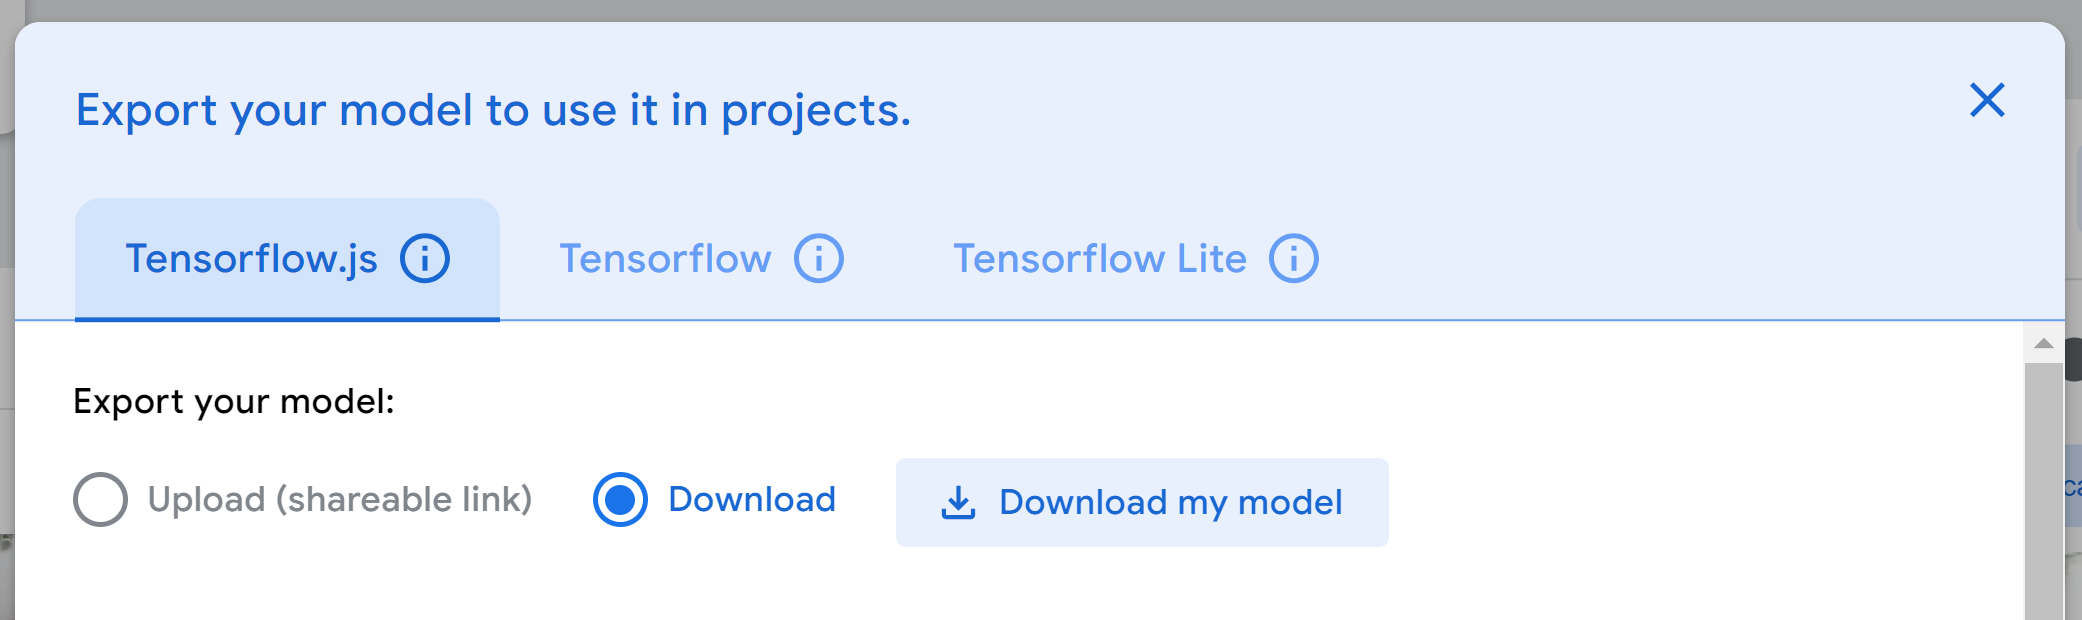 Export your model to use it in projects.
Tensorflow.js Tensorflow Tensorflow Lite
Export your model:
Upload (shareable link) Download Download my model